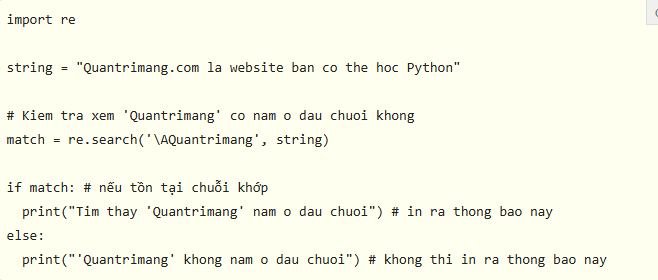 import re
string = "Quantrimang.com la website ban co the hoc Python"
# Kiem tra xem 'Quantrimang' co nam o dau chuoi khong
match = re.search('\AQuantrimang', string)
if match: # nếu tồn tại chuỗi khớp
  print("Tim thay 'Quantrimang' nam o dau chuoi") # in ra thong bao nay
else:
  print("'Quantrimang' khong nam o dau chuoi") # khong thi in ra thong bao nay